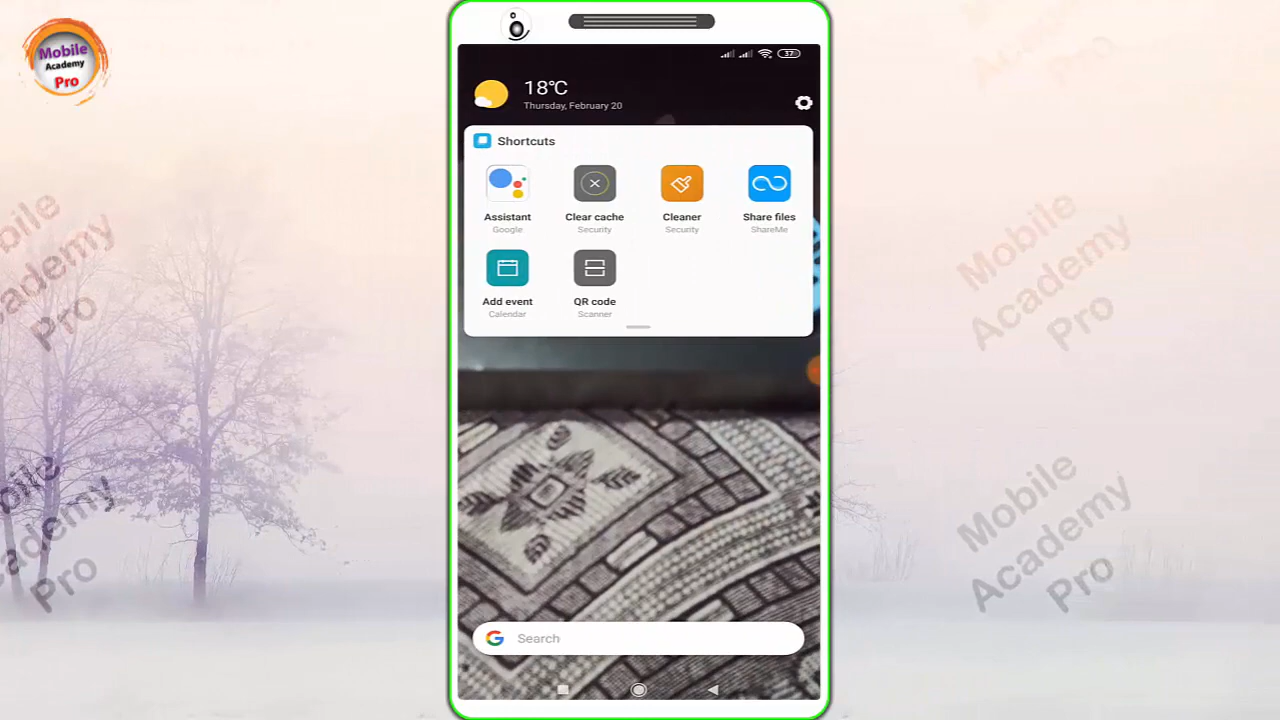 Mobile
Academy
Pro
37
18℃
Thursday, February 20
Shortcuts
Assistant
Google
Clear cache
Security
Cleaner
Security
Share files
ShareMe
Add event
Calendar
QR code
Scanner
Search
Mobile
Academy
Pro
Mobile
Academy
Pro